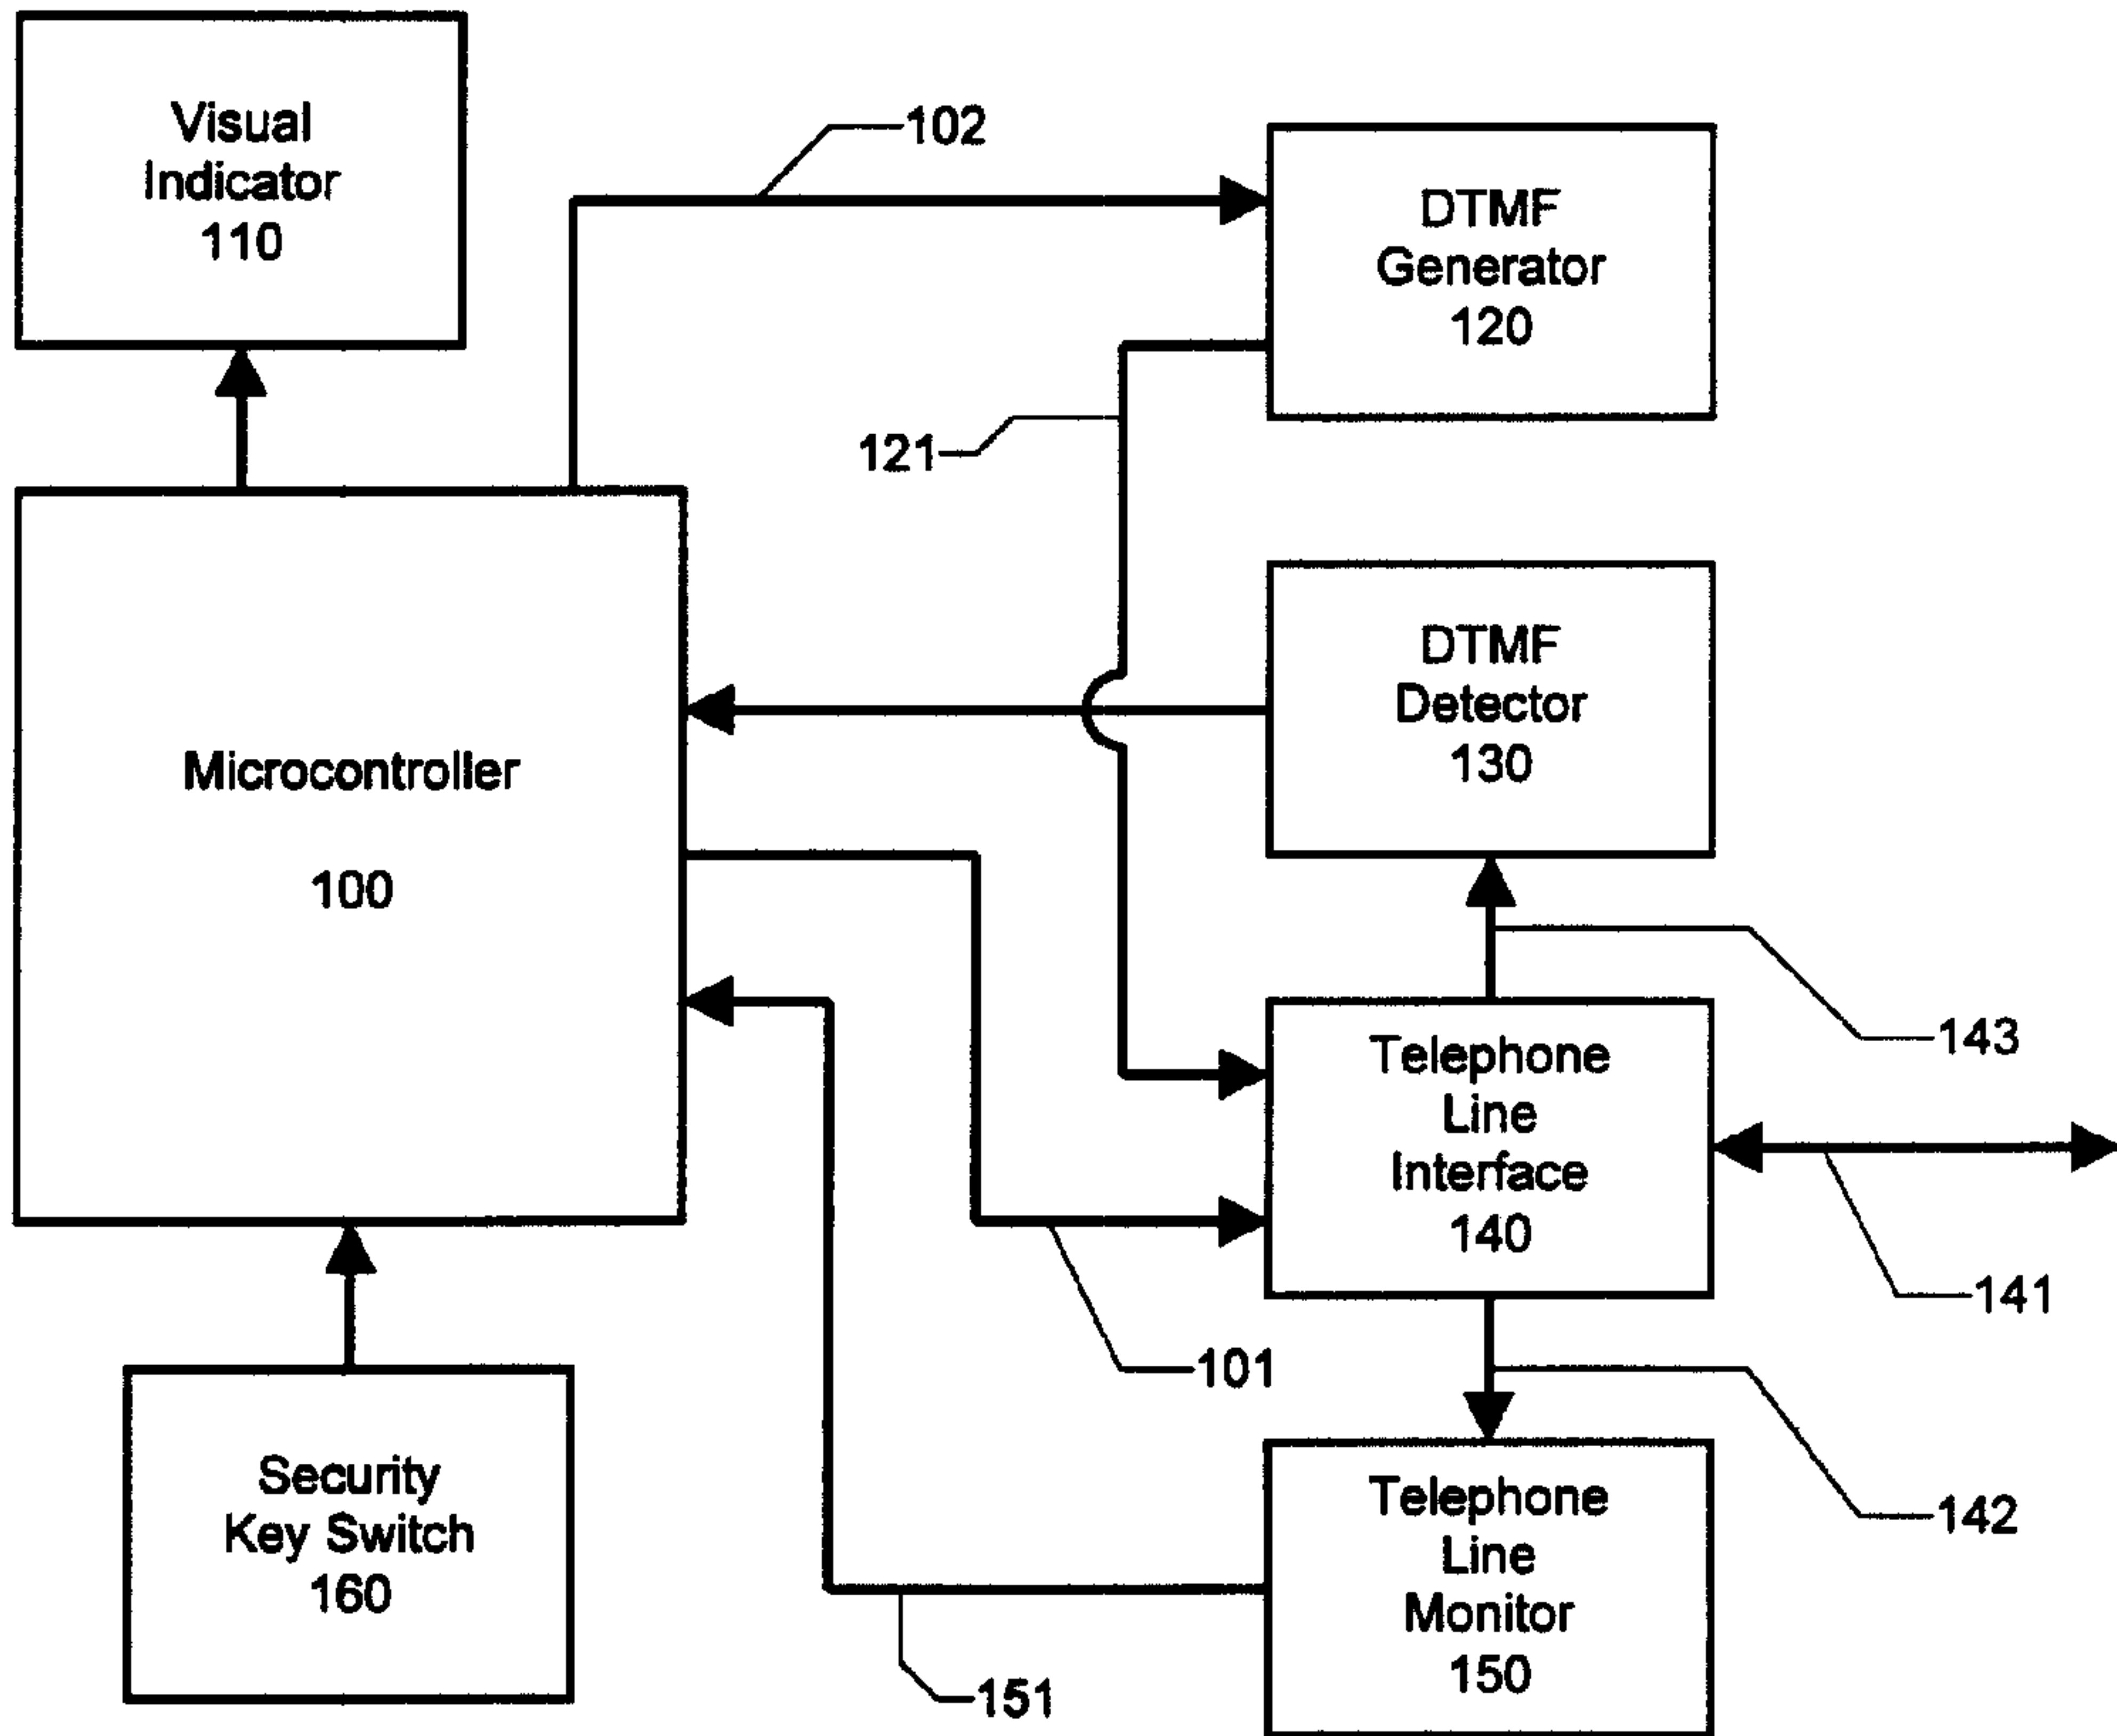 Visual
Indicator
110
102
DTMF
Generator
120
121
DTMF
Detector
130
Microcontroller
100
143
Telephone
Line
Interface
140
141
101
142
Security
Key Switch
160
Telephone
Line
Monitor
150
151